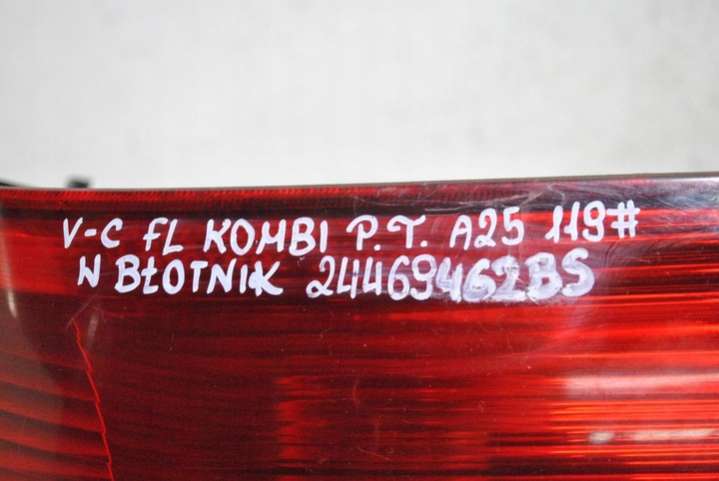 V-C FL KOMBI P.T. A25 119#
W BŁOTNIK 24469462BS